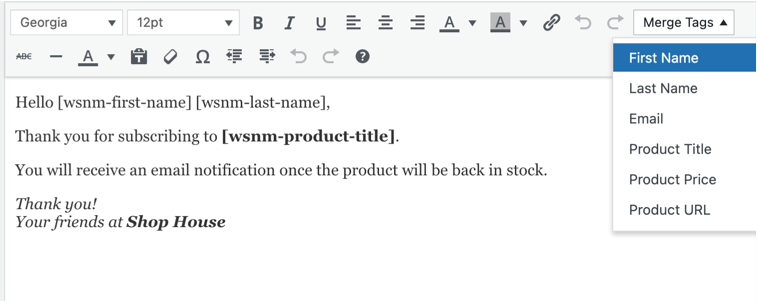 Georgia 12pt B I U A A Merge Tags
ABC A Ω ?
First Name
Last Name
Email
Product Title
Product Price
Product URL
Hello [wsnm-first-name] [wsnm-last-name],
Thank you for subscribing to [wsnm-product-title].
You will receive an email notification once the product will be back in stock.
Thank you!
Your friends at Shop House